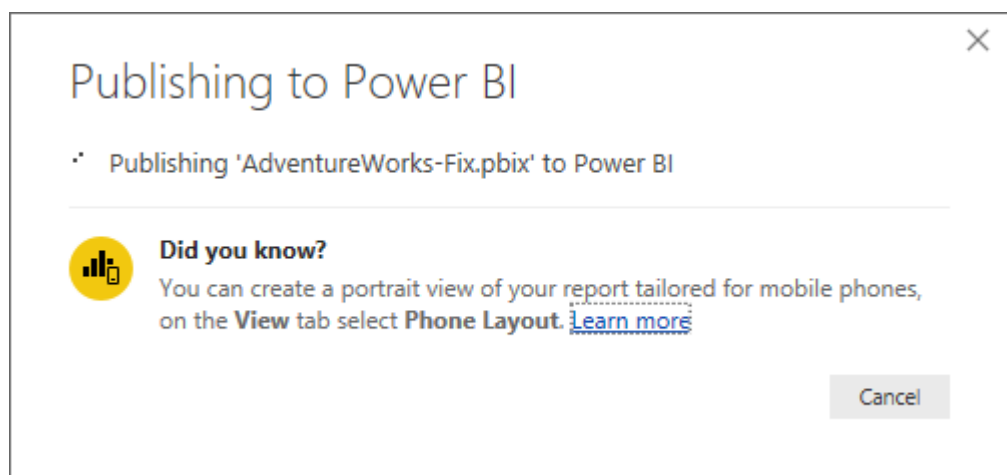 Publishing to Power BI
Publishing 'AdventureWorks-Fix.pbix' to Power BI
Did you know?
You can create a portrait view of your report tailored for mobile phones,
on the View tab select Phone Layout. Learn more
Cancel